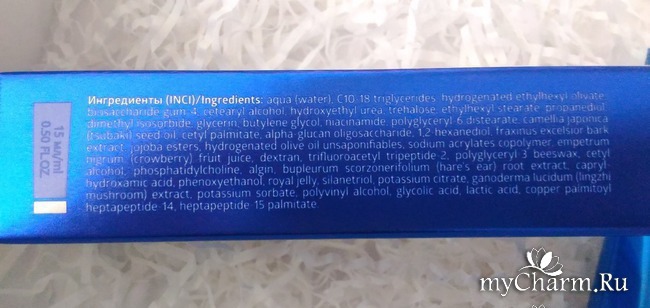 Ингредиенты (INCI)/Ingredients: aqua (water), C10-18 triglycerides, hydrogenated ethylhexyl olivate,
biosaccharide gum-4, cetearyl alcohol, hydroxyethyl urea, trehalose, ethylhexyl stearate, propanediol,
dimethyl isosorbide, glycerin, butylene glycol, niacinamide, polyglyceryl-6 distearate, camellia japonica
(tsubaki) seed oil, cetyl palmitate, alpha-glucan oligosaccharide, 1,2-hexanediol, fraxinus excelsior bark
extract, jojoba esters, hydrogenated olive oil unsaponifiables, sodium acrylates copolymer, empetrum
nigrum (crowberry) fruit juice, dextran, trifluoroacetyl tripeptide-2, polyglyceryl-3 beeswax, cetyl
alcohol, phosphatidylcholine, algin, bupleurum scorzonerifolium (hare's ear) root extract, capryl-
hydroxamic acid, phenoxyethanol, royal jelly, silanetriol, potassium citrate, ganoderma lucidum (lingzhi
mushroom) extract, potassium sorbate, polyvinyl alcohol, glycolic acid, lactic acid, copper palmitoyl
heptapeptide-14, heptapeptide-15 palmitate.
15 мл/ml
0.50 FL.OZ
myCharm.Ru